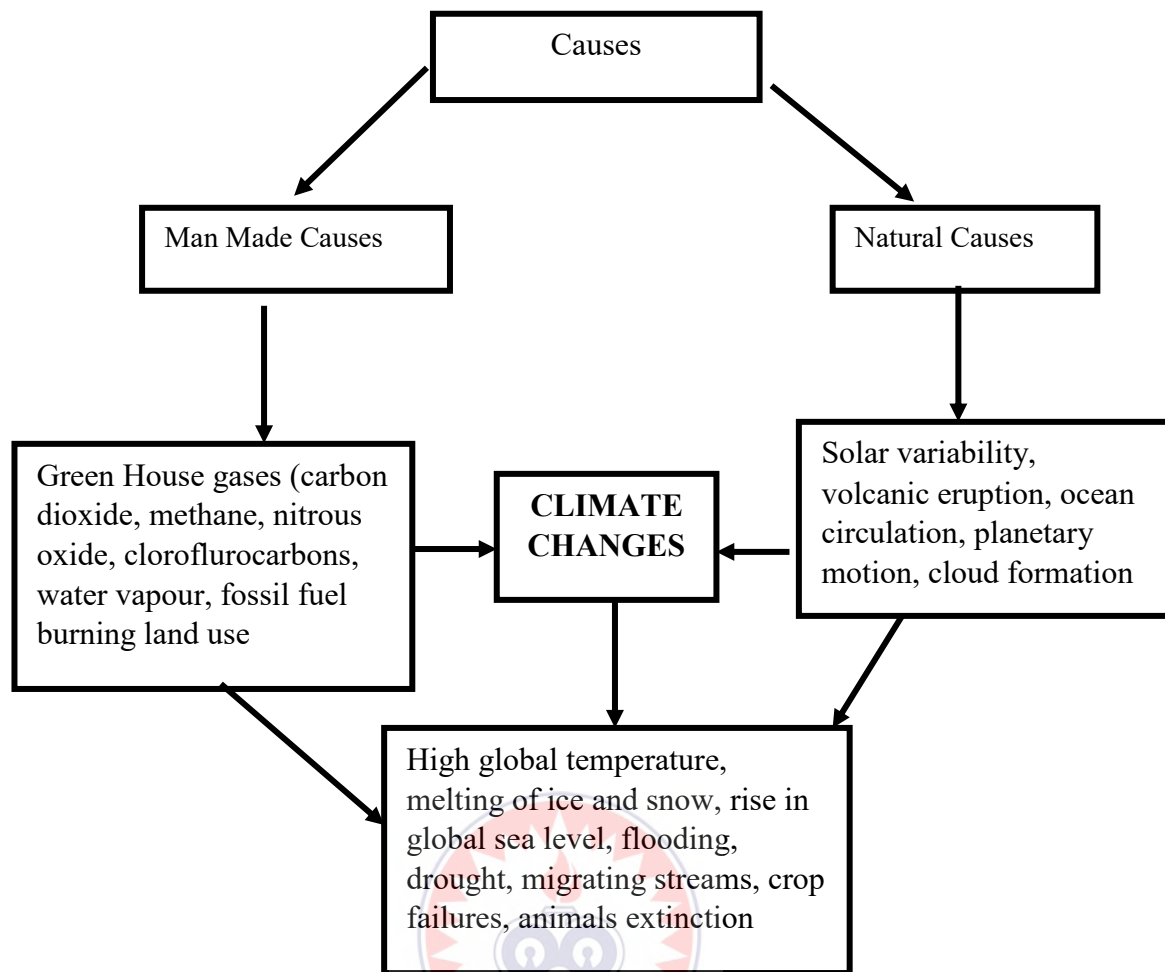 Causes
Man Made Causes
Natural Causes
Green House gases (carbon
dioxide, methane, nitrous
oxide, cloroflurocarbons,
water vapour, fossil fuel
burning land use
CLIMATE
CHANGES
Solar variability,
volcanic eruption, ocean
circulation, planetary
motion, cloud formation
High global temperature,
melting of ice and snow, rise in
global sea level, flooding,
drought, migrating streams, crop
failures, animals extinction